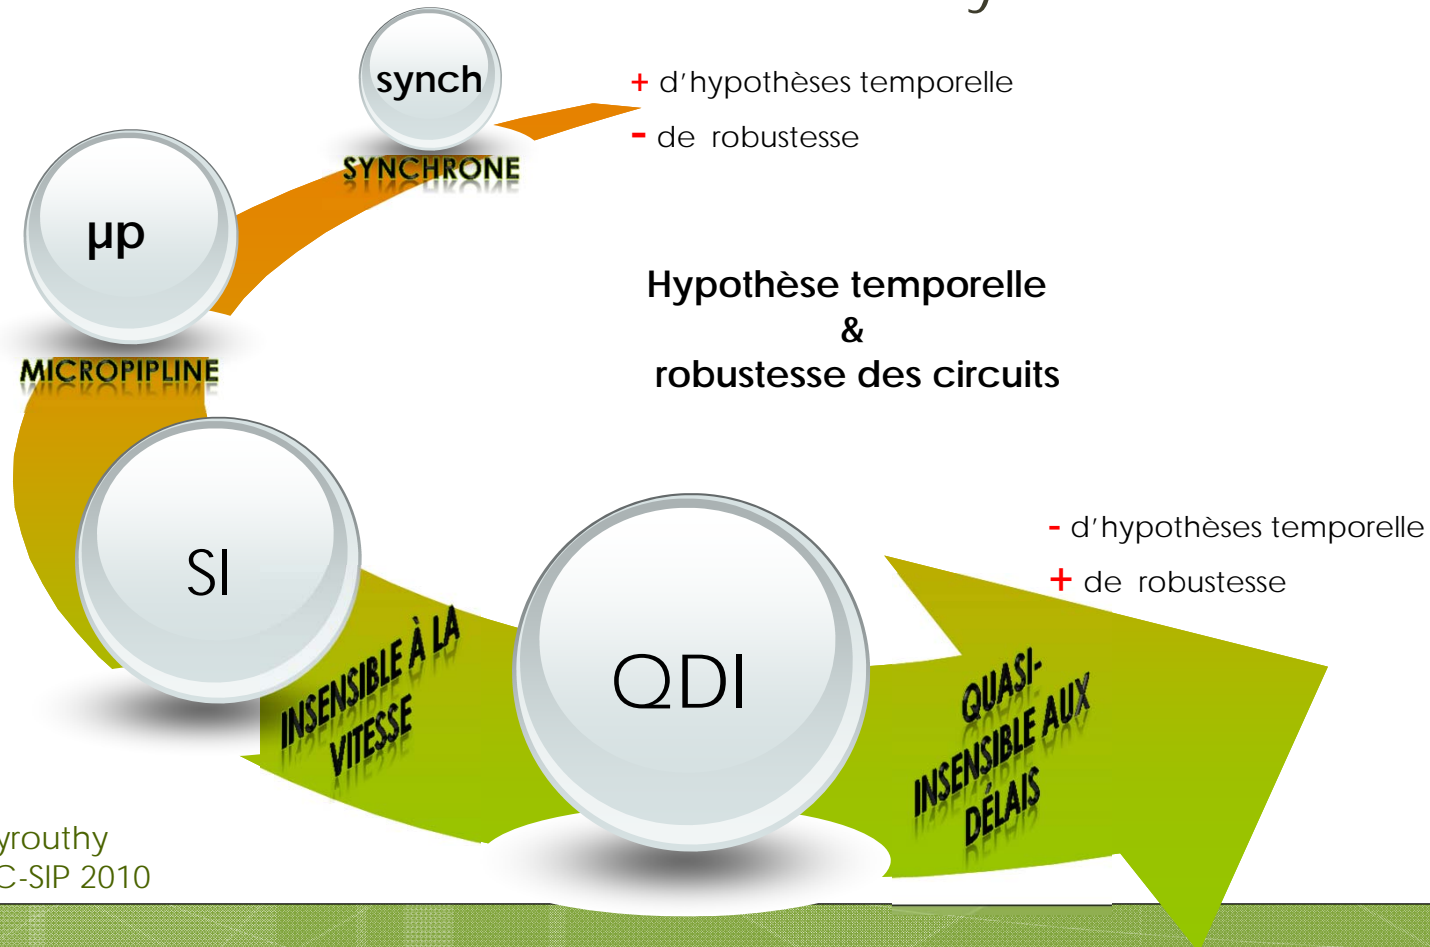 synch
SYNCHRONE
+ d'hypothèses temporelle
- de robustesse
µp
MICROPIPLINE
Hypothèse temporelle
&
robustesse des circuits
SI
INSENSIBLE À LA
VITESSE
QDI
- d'hypothèses temporelle
+ de robustesse
QUASI-
INSENSIBLE AUX
DÉLAIS
yrouthy
C-SIP 2010